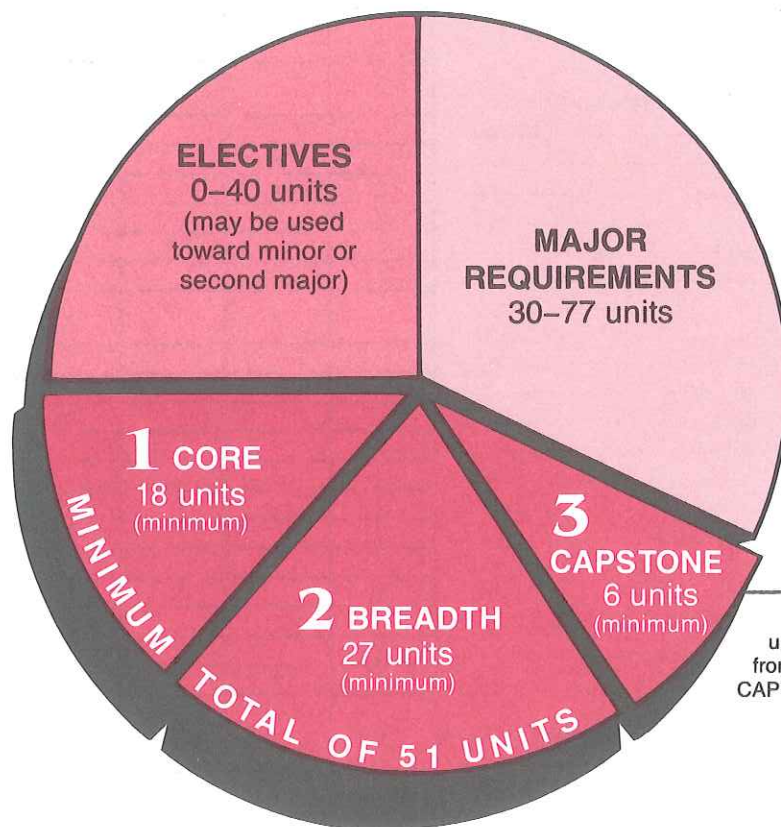 ELECTIVES
0–40 units
(may be used
toward minor or
second major)
MAJOR
REQUIREMENTS
30–77 units
1 CORE
18 units
(minimum)
2 BREADTH
27 units
(minimum)
3
CAPSTONE
6 units
(minimum)
MINIMUM TOTAL OF 51 UNITS